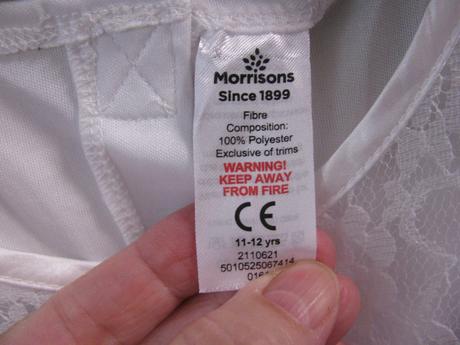 Morrisons
Since 1899
Fibre
Composition:
100% Polyester
Exclusive of trims
WARNING!
KEEP AWAY
FROM FIRE
CE
11-12 yrs
2110621
5010525067414